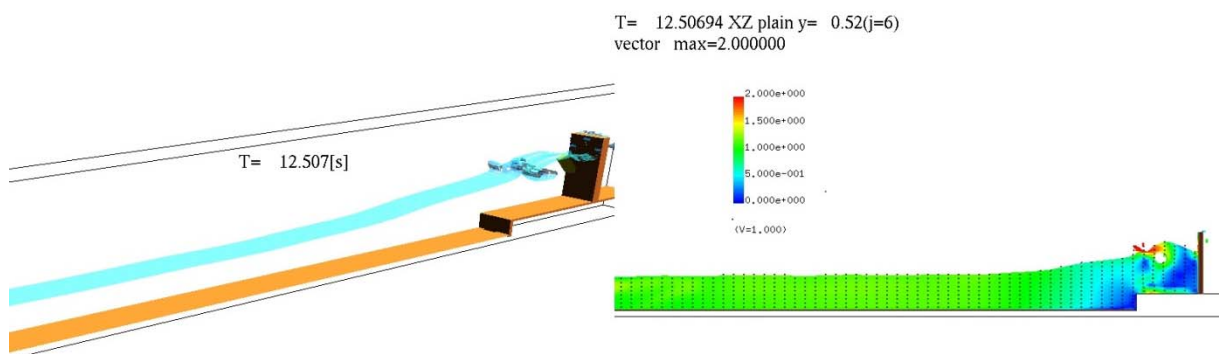 T= 12.507[s]
T= 12.50694 XZ plain y= 0.52(j=6)
vector max=2.000000
2.000e+000
1.500e+000
1.000e+000
5.000e-001
0.000e+000
(V=1.000)